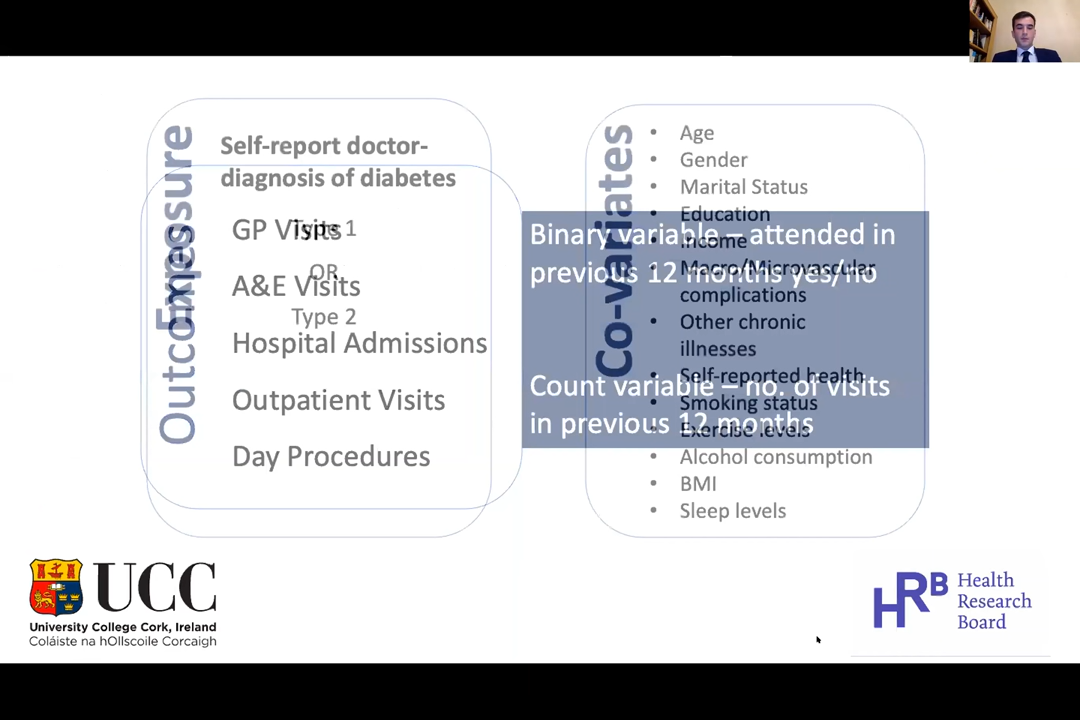 Exposure
Self-report doctor-
diagnosis of diabetes
Type 1
OR
Type 2
Outcomes
GP Visits
A&E Visits
Hospital Admissions
Outpatient Visits
Day Procedures
Binary variable – attended in
previous 12 months yes/no
Count variable – no. of visits
in previous 12 months
Co-variates
• Age
• Gender
• Marital Status
• Education
• Income
• Macro/Microvascular
complications
• Other chronic
illnesses
• Self-reported health
• Smoking status
• Exercise levels
• Alcohol consumption
• BMI
• Sleep levels
UCC
University College Cork, Ireland
Coláiste na hOllscoile Corcaigh
HRB
Health
Research
Board